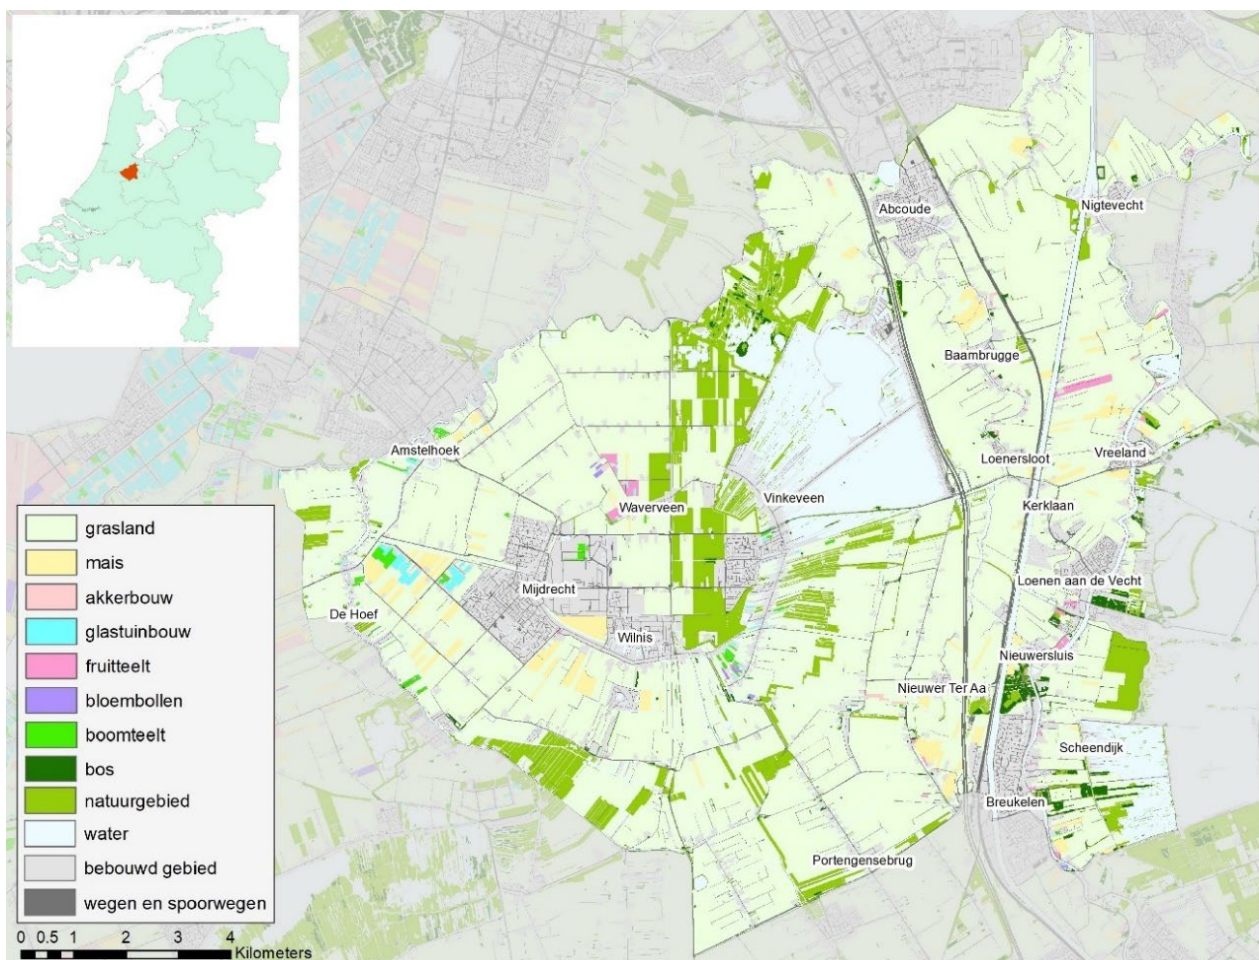 Abcoude
Nigtevecht
Baambrugge
Amstelhoek
Loenersloot
Vreeland
Vinkeveen
Waverveen
Kerklaan
Loenen aan de Vecht
Mijdrecht
De Hoef
Wilnis
Nieuwersluis
Nieuwer Ter Aa
Scheendijk
Breukelen
Portengensebrug
grasland
mais
akkerbouw
glastuinbouw
fruitteelt
bloembollen
boomteelt
bos
natuurgebied
water
bebouwd gebied
wegen en spoorwegen
0 0.5 1 2 3 4
Kilometers